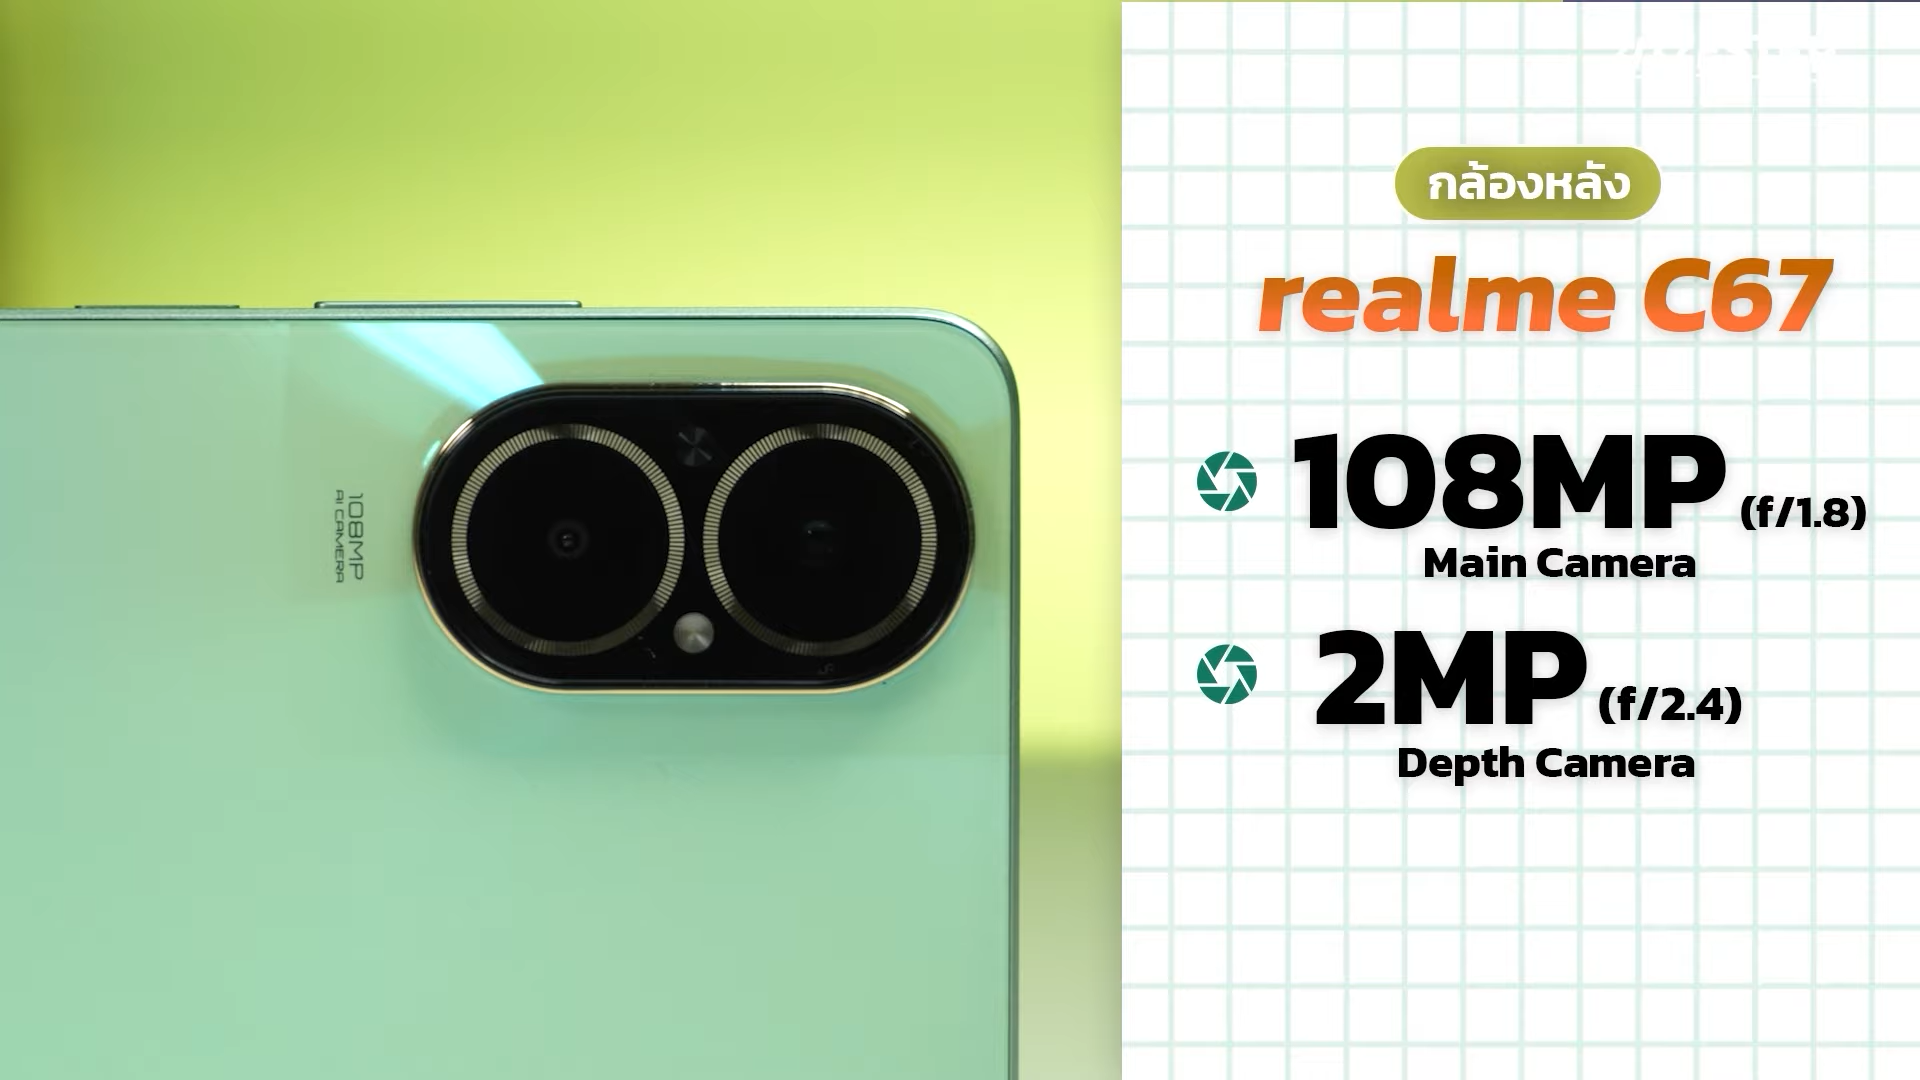 108MP
AI CAMERA
กล้องหลัง
realme C67
108MP (f/1.8)
Main Camera
2MP (f/2.4)
Depth Camera